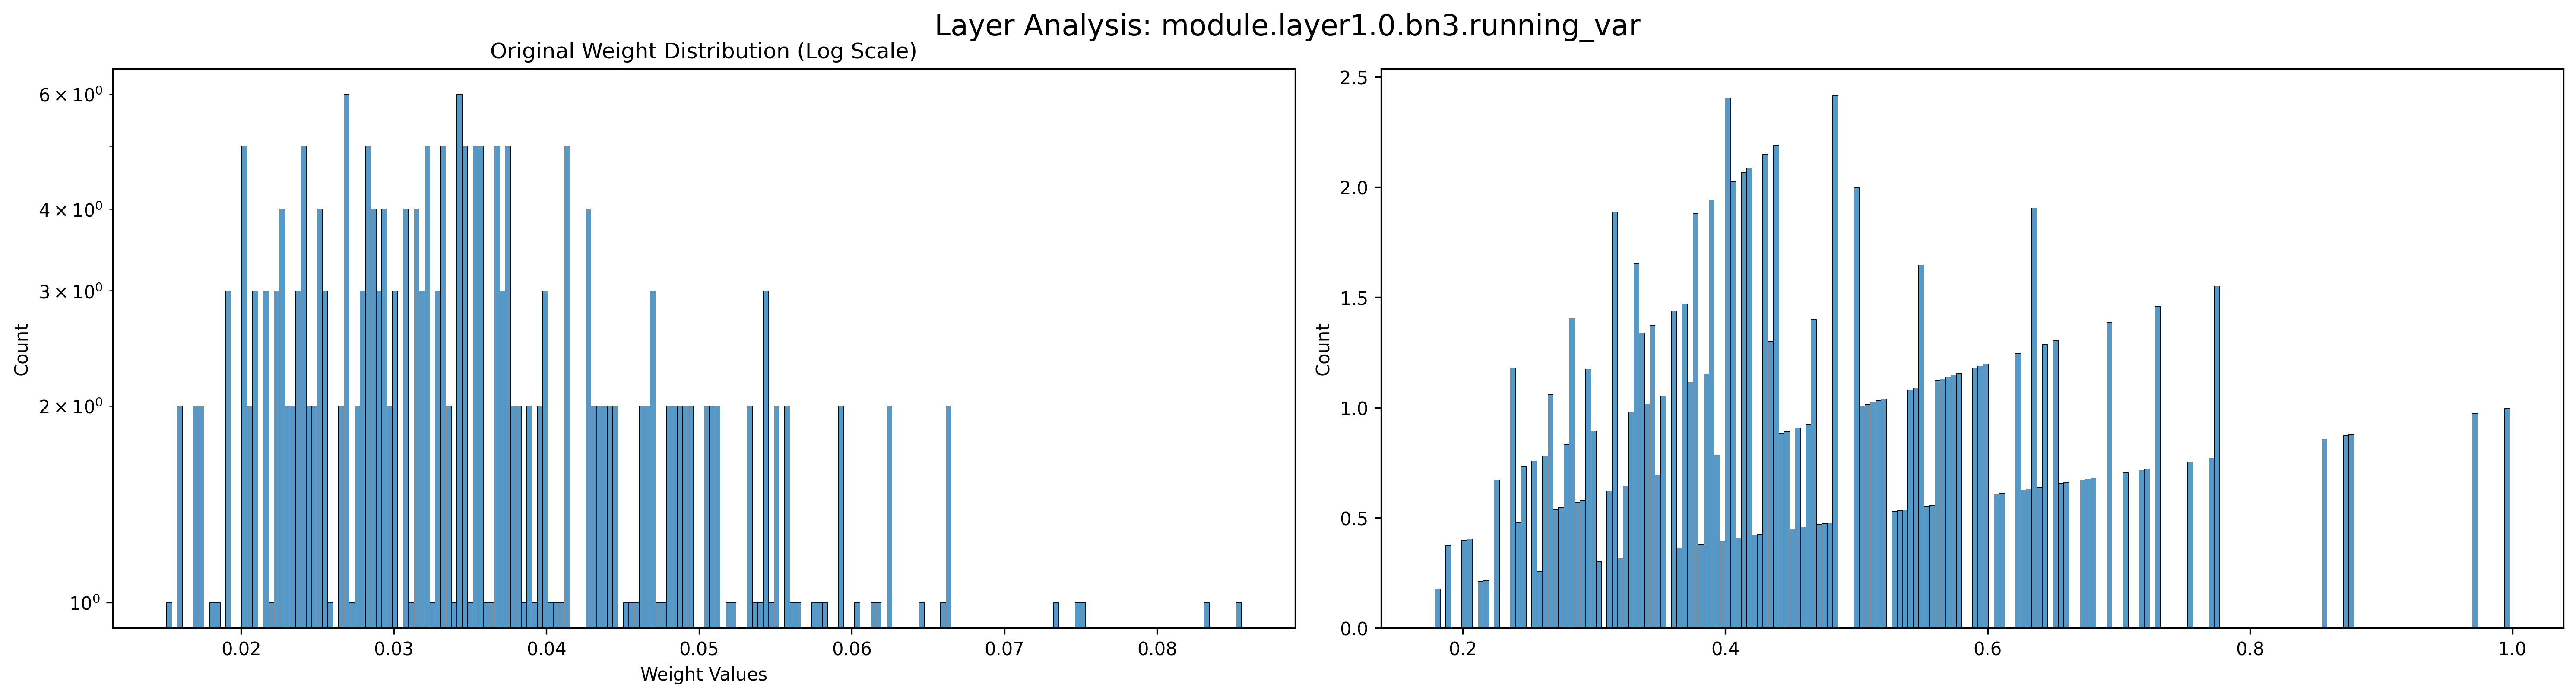 Layer Analysis: module.layer1.0.bn3.running_var
Original Weight Distribution (Log Scale)
Count
6 × 10⁰
4 × 10⁰
3 × 10⁰
2 × 10⁰
10⁰
0.02 0.03 0.04 0.05 0.06 0.07 0.08
Weight Values
Count
2.5
2.0
1.5
1.0
0.5
0.0
0.2 0.4 0.6 0.8 1.0